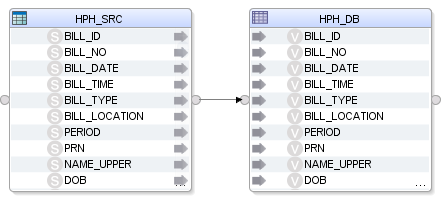 HPH_SRC
S BILL_ID
S BILL_NO
S BILL_DATE
S BILL_TIME
S BILL_TYPE
S BILL_LOCATION
S PERIOD
S PRN
S NAME_UPPER
S DOB
...
HPH_DB
V BILL_ID
V BILL_NO
V BILL_DATE
V BILL_TIME
V BILL_TYPE
V BILL_LOCATION
V PERIOD
V PRN
V NAME_UPPER
V DOB
...